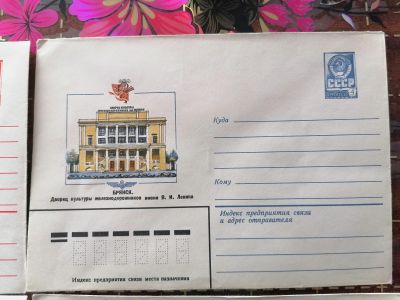 СССР
БРЯНСК.
Дворец культуры железнодорожников имени В. И. Ленина
Куда
Кому
Индекс предприятия связи
и адрес отправителя
Индекс предприятия связи места назначения